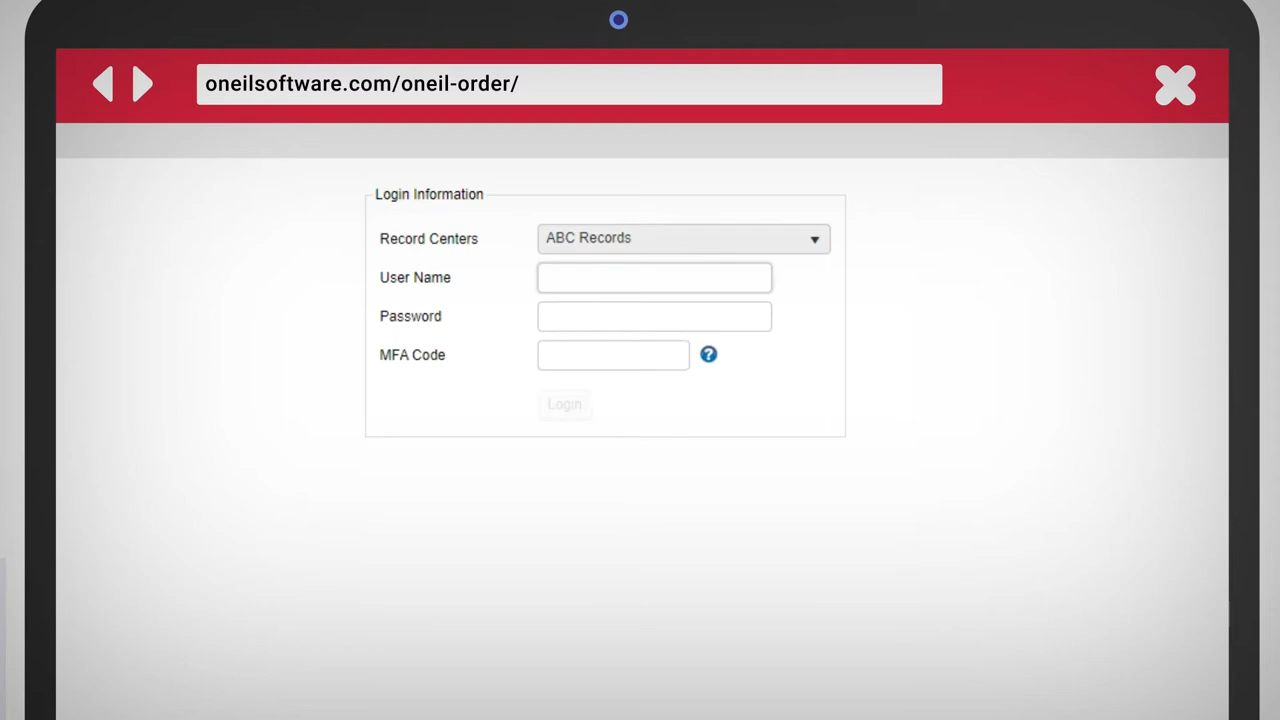 oneilsoftware.com/oneil-order/
Login Information
Record Centers ABC Records
User Name
Password
MFA Code ?
Login